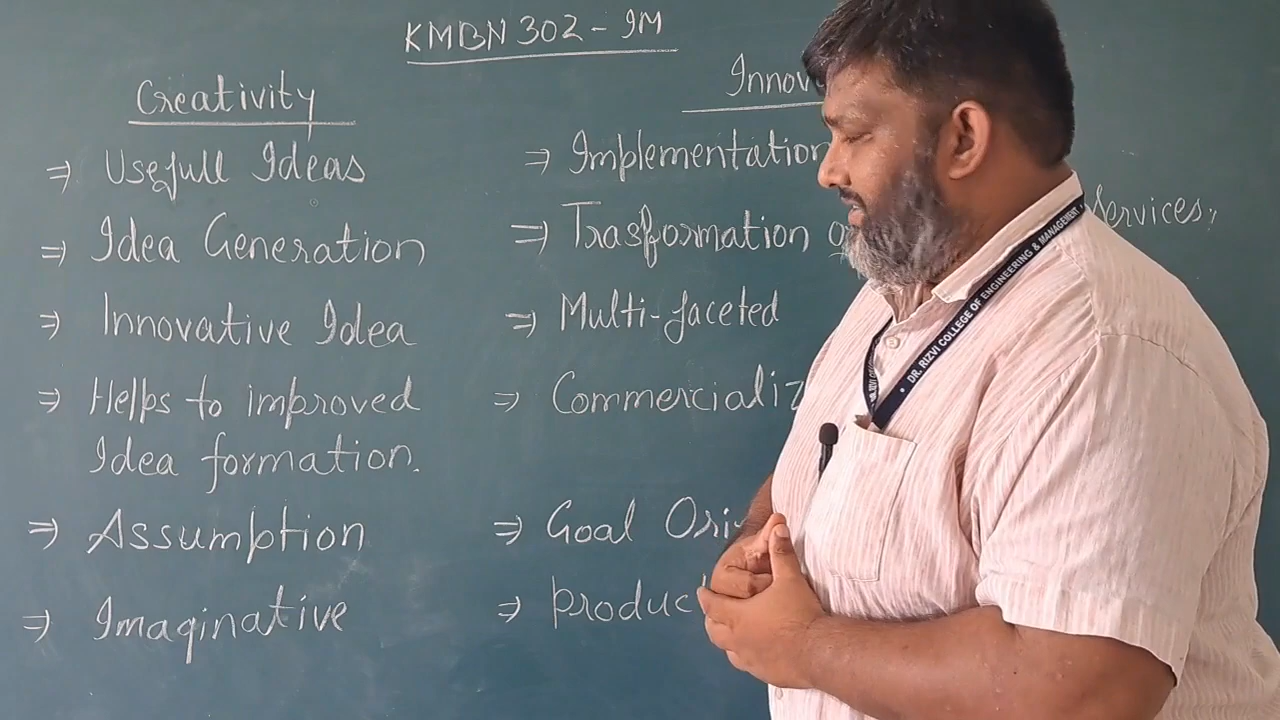 KMBN 302 - IM
Creativity
⇒ Usefull Ideas
⇒ Idea Generation
⇒ Innovative Idea
⇒ Helps to improved
Idea formation.
⇒ Assumption
⇒ Imaginative
Innov
⇒ Implementation
⇒ Trasformation Services,
⇒ Multi-faceted
⇒ Commercializ
⇒ Goal Ori
⇒ produc
DR. RIZVI COLLEGE OF ENGINEERING & MANAGEMENT